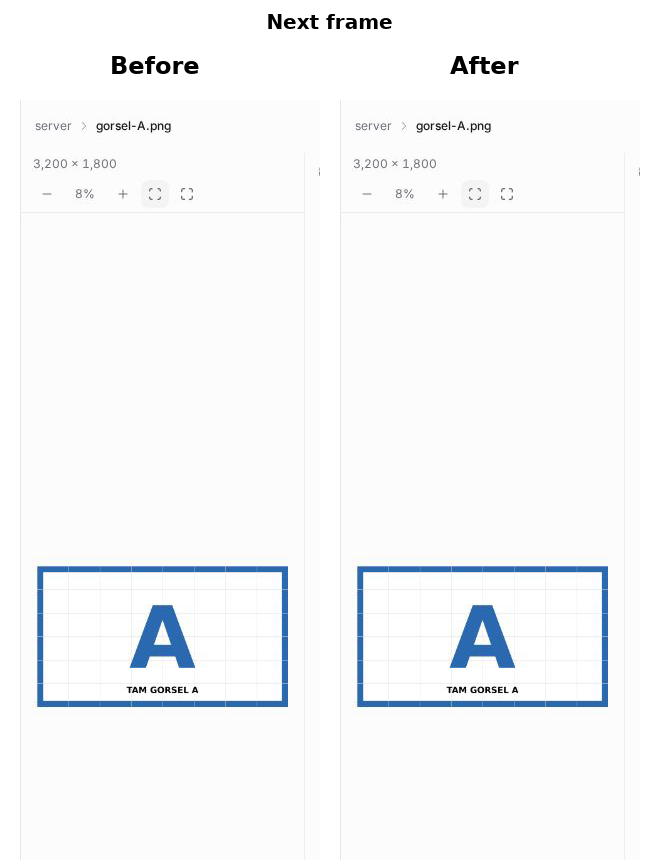 Next frame
Before
After
server > gorsel-A.png
server > gorsel-A.png
3,200 × 1,800
3,200 × 1,800
− 8% +
− 8% +
A
A
TAM GORSEL A
TAM GORSEL A